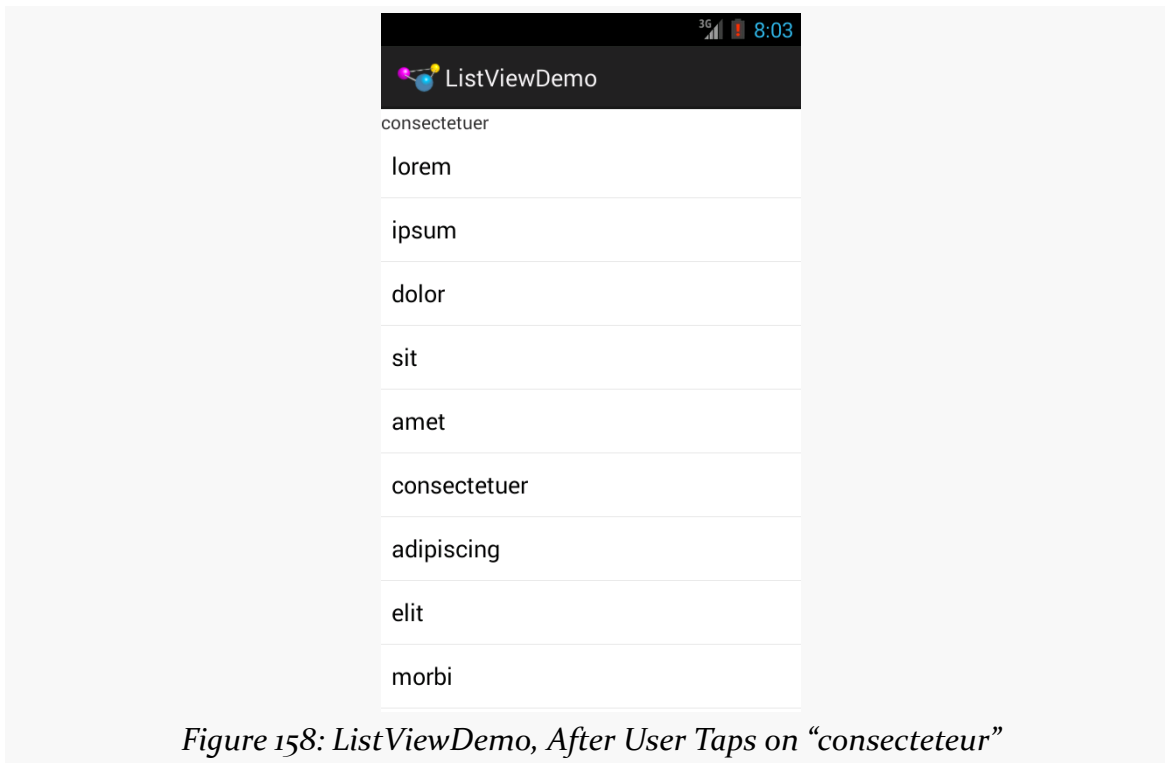 3G 8:03
ListViewDemo
consectetuer
lorem
ipsum
dolor
sit
amet
consectetuer
adipiscing
elit
morbi
Figure 158: ListViewDemo, After User Taps on “consecteteur”